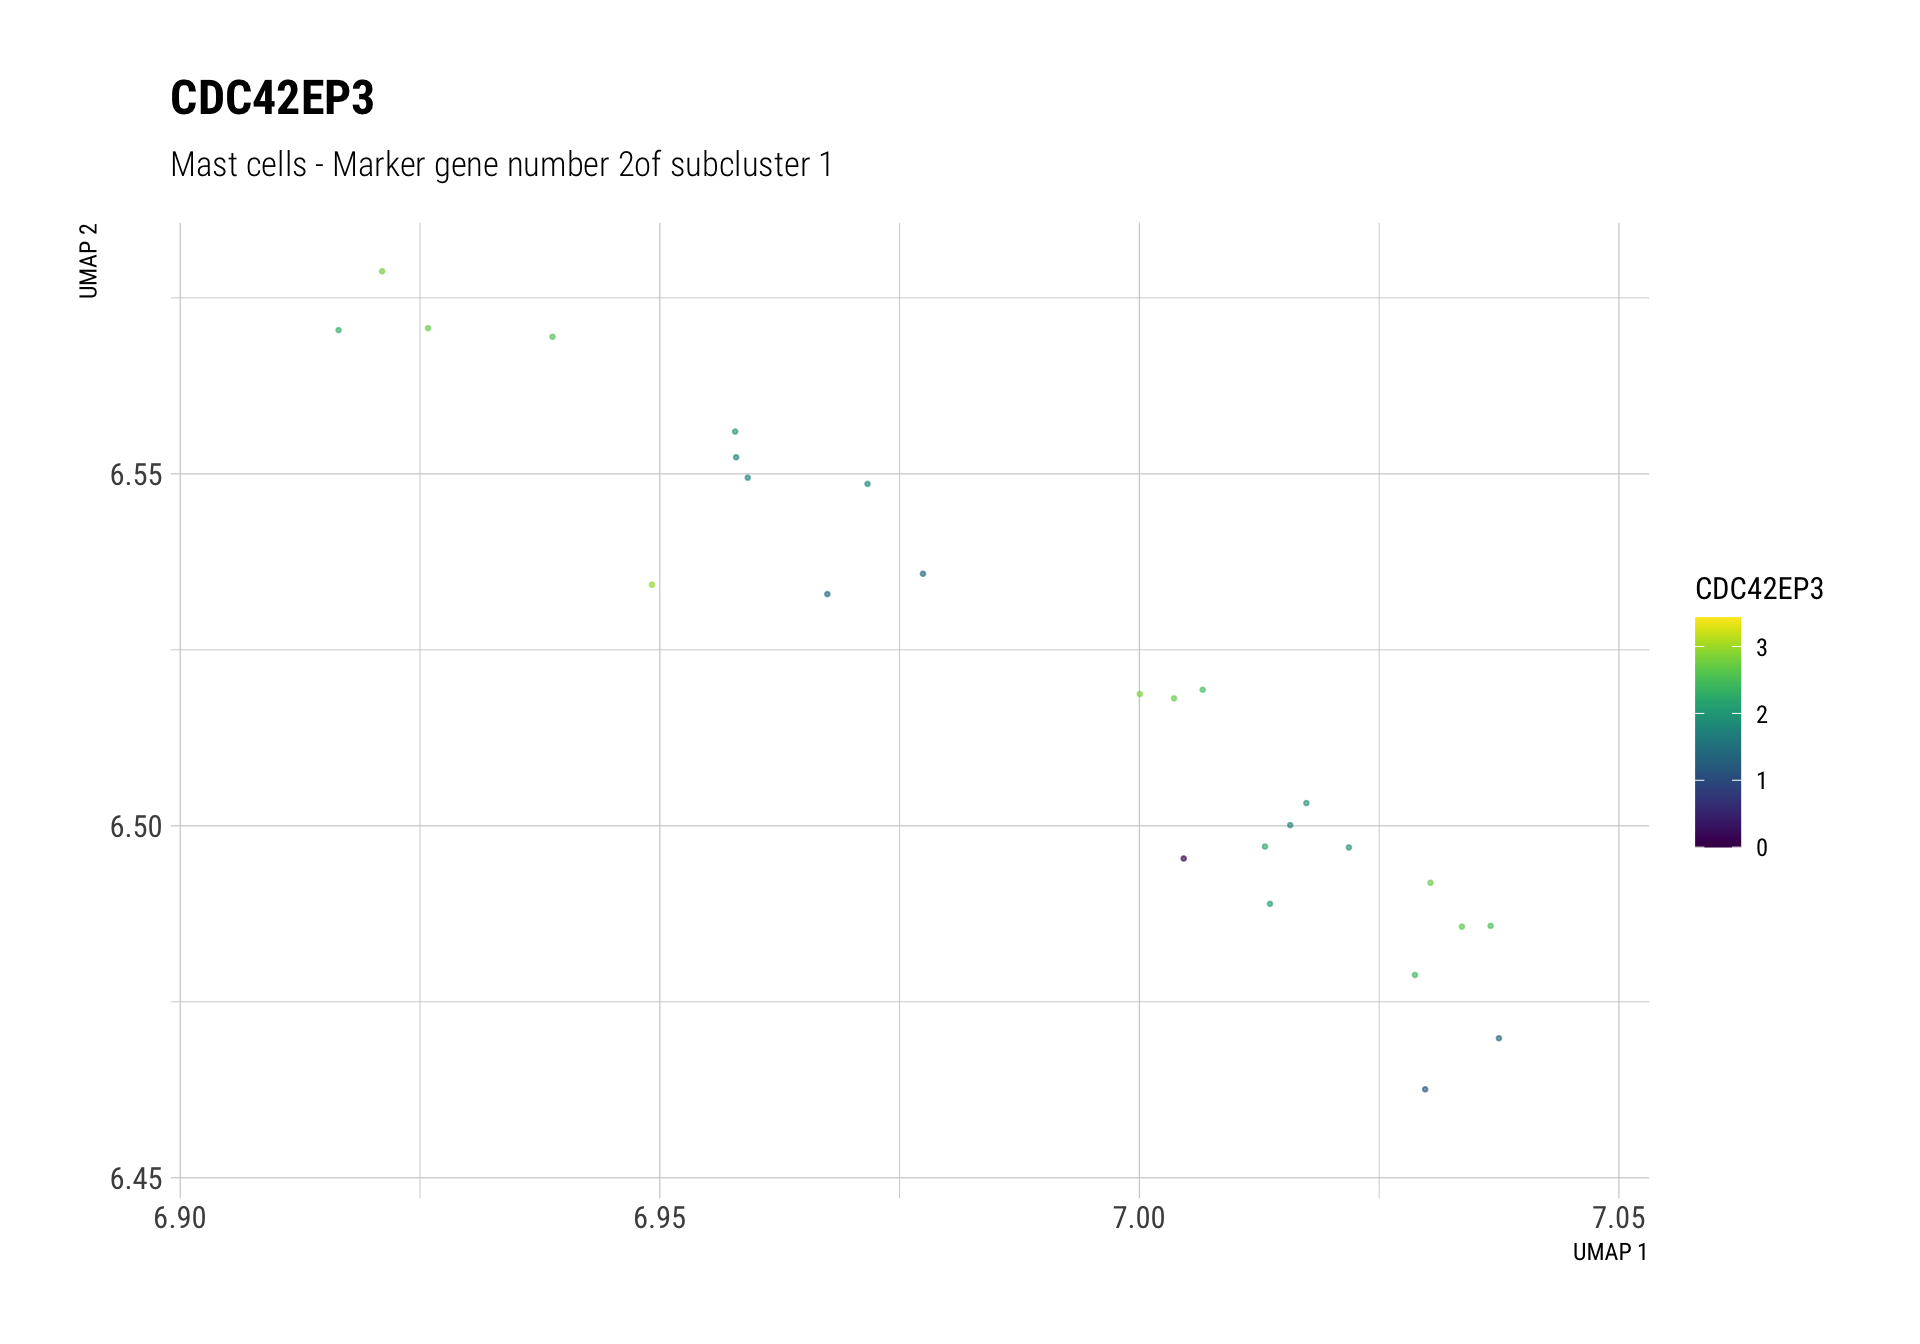 CDC42EP3
Mast cells - Marker gene number 2of subcluster 1
UMAP 2
6.55
6.50
6.45
6.90
6.95
7.00
7.05
UMAP 1
CDC42EP3
3
2
1
0